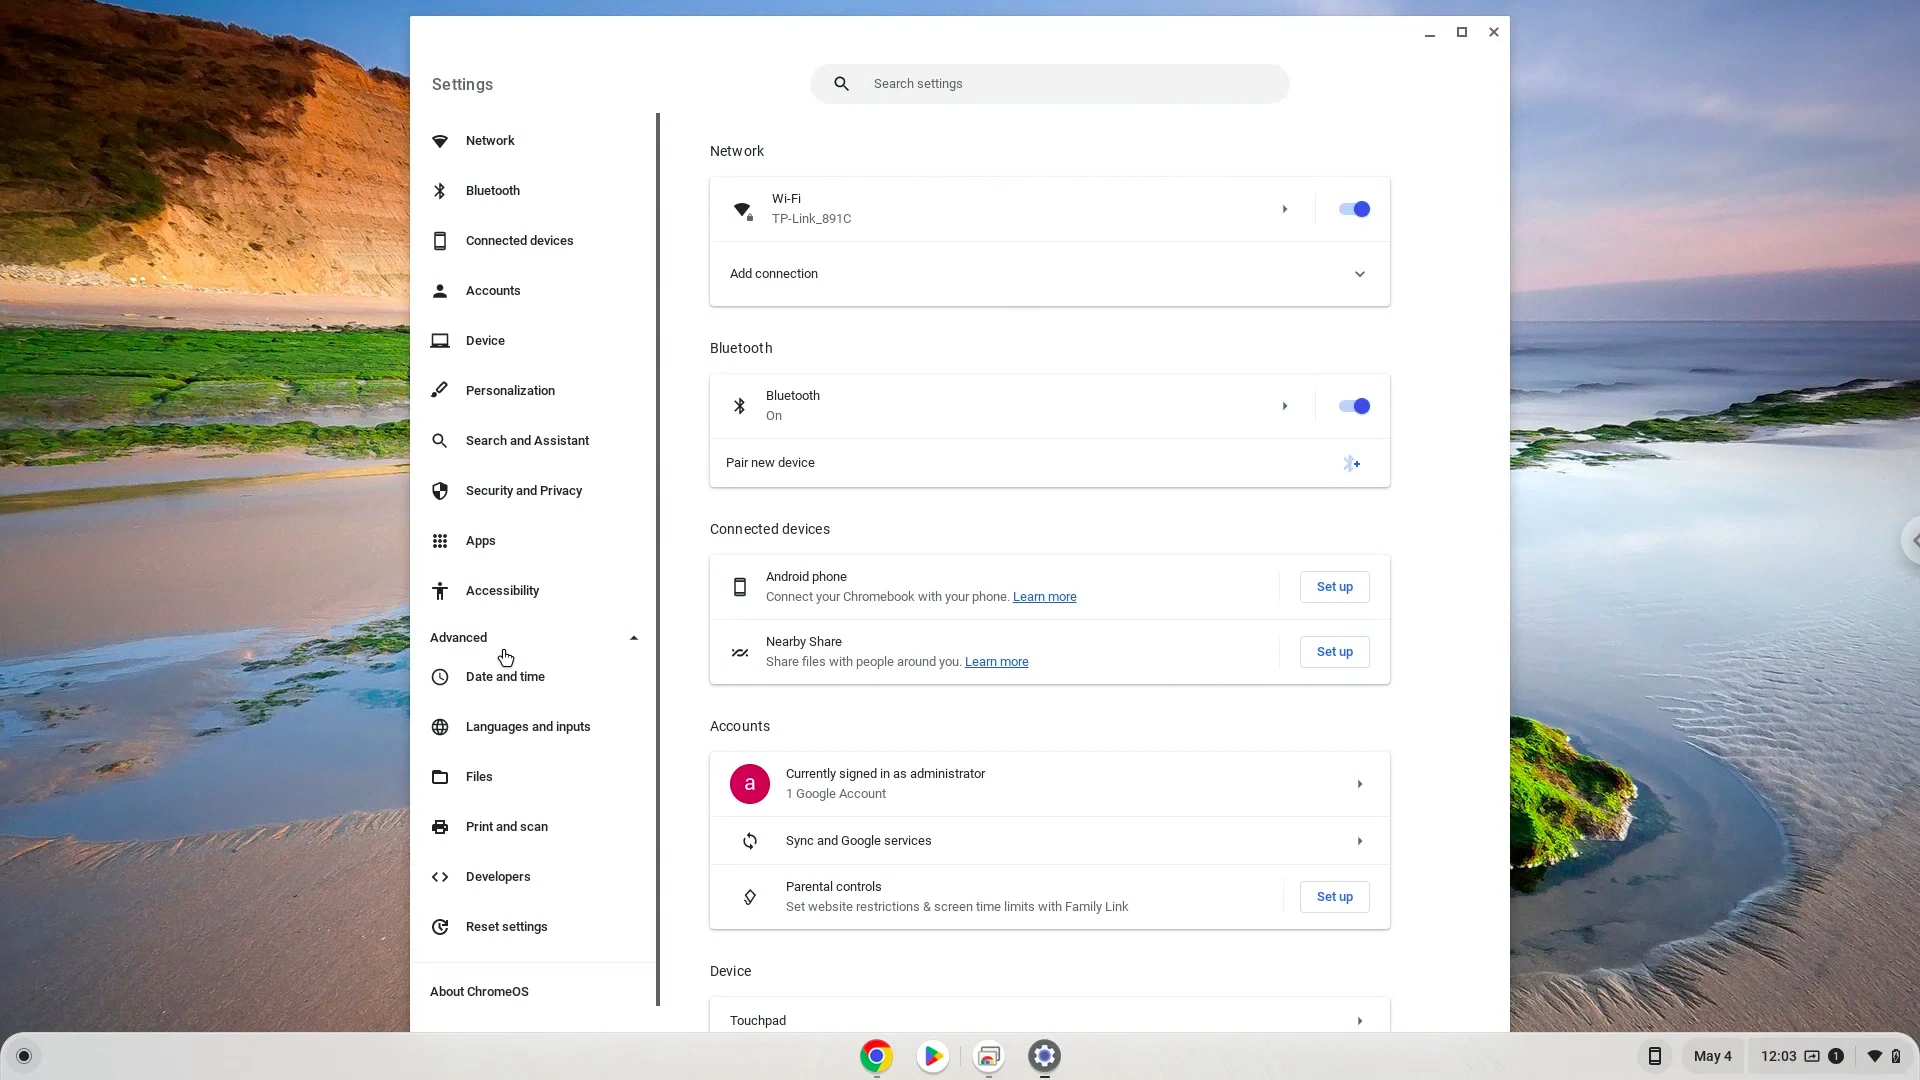 Settings
Search settings
Network
Bluetooth
Connected devices
Accounts
Device
Personalization
Search and Assistant
Security and Privacy
Apps
Accessibility
Advanced
Date and time
Languages and inputs
Files
Print and scan
Developers
Reset settings
About ChromeOS
Network
Wi-Fi
TP-Link_891C
Add connection
Bluetooth
Bluetooth
On
Pair new device
Connected devices
Android phone
Connect your Chromebook with your phone. Learn more
Set up
Nearby Share
Share files with people around you. Learn more
Set up
Accounts
a
Currently signed in as administrator
1 Google Account
Sync and Google services
Parental controls
Set website restrictions & screen time limits with Family Link
Set up
Device
Touchpad
May 4
12:03
1